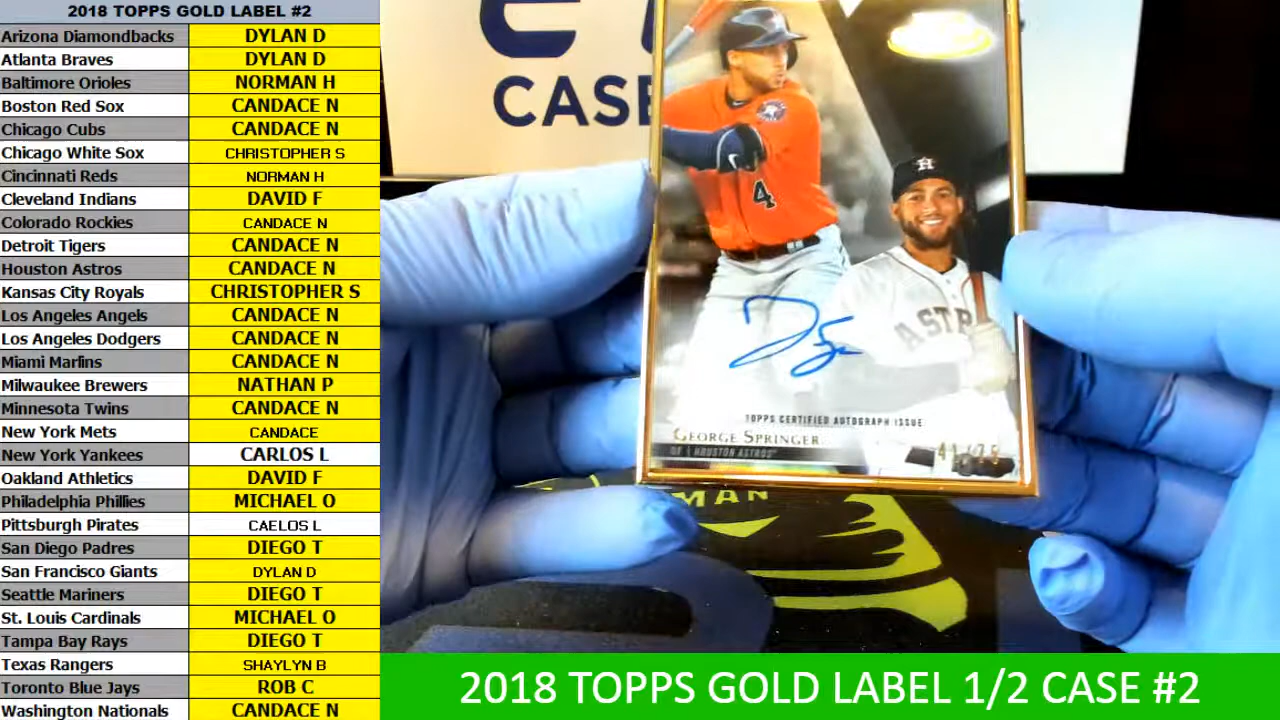 2018 TOPPS GOLD LABEL #2
Arizona Diamondbacks DYLAN D
Atlanta Braves DYLAN D
Baltimore Orioles NORMAN H
Boston Red Sox CANDACE N
Chicago Cubs CANDACE N
Chicago White Sox CHRISTOPHER S
Cincinnati Reds NORMAN H
Cleveland Indians DAVID F
Colorado Rockies CANDACE N
Detroit Tigers CANDACE N
Houston Astros CANDACE N
Kansas City Royals CHRISTOPHER S
Los Angeles Angels CANDACE N
Los Angeles Dodgers CANDACE N
Miami Marlins CANDACE N
Milwaukee Brewers NATHAN P
Minnesota Twins CANDACE N
New York Mets CANDACE
New York Yankees CARLOS L
Oakland Athletics DAVID F
Philadelphia Phillies MICHAEL O
Pittsburgh Pirates CAELOS L
San Diego Padres DIEGO T
San Francisco Giants DYLAN D
Seattle Mariners DIEGO T
St. Louis Cardinals MICHAEL O
Tampa Bay Rays DIEGO T
Texas Rangers SHAYLYN B
Toronto Blue Jays ROB C
Washington Nationals CANDACE N
CASE
4
ASTR
TOPPS CERTIFIED AUTOGRAPH ISSUE
GEORGE SPRINGER
OF | HOUSTON ASTROS
MAN
2018 TOPPS GOLD LABEL 1/2 CASE #2